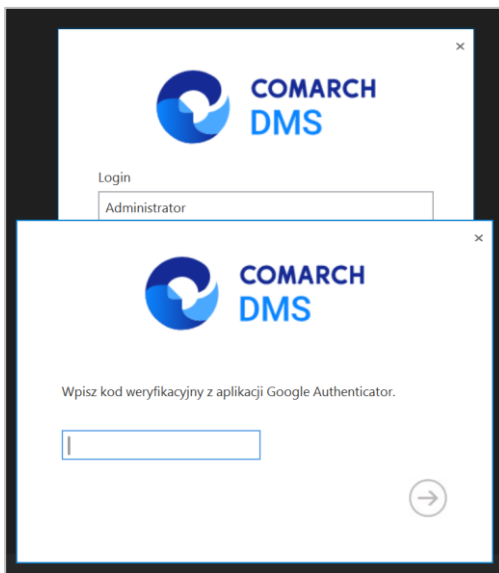 COMARCH
DMS
Login
Administrator
COMARCH
DMS
Wpisz kod weryfikacyjny z aplikacji Google Authenticator.